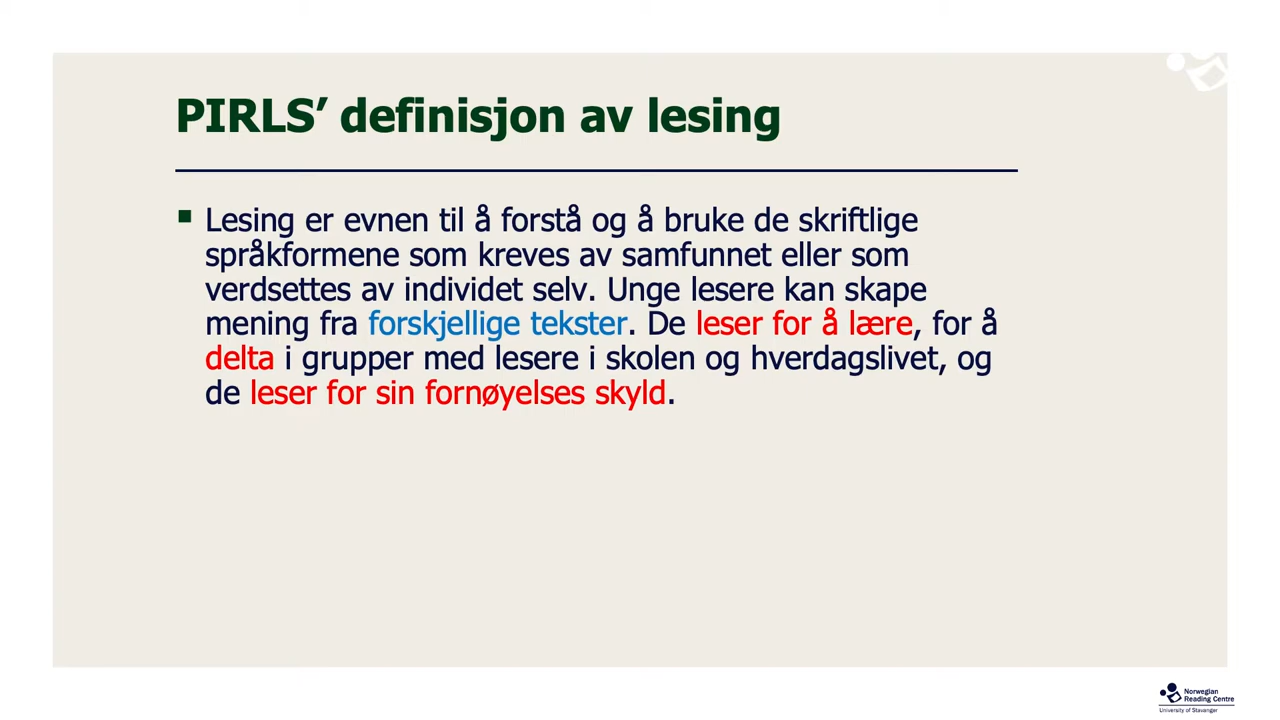 PIRLS’ definisjon av lesing
▪ Lesing er evnen til å forstå og å bruke de skriftlige
språkformene som kreves av samfunnet eller som
verdsettes av individet selv. Unge lesere kan skape
mening fra forskjellige tekster. De leser for å lære, for å
delta i grupper med lesere i skolen og hverdagslivet, og
de leser for sin fornøyelses skyld.
Norwegian
Reading Centre
University of Stavanger